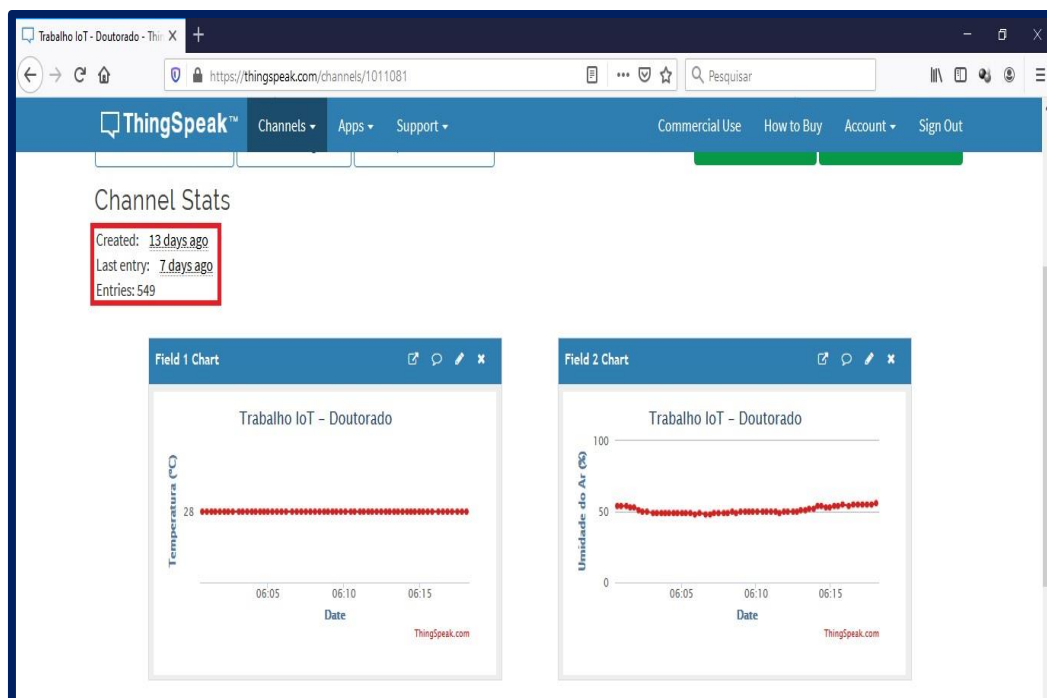 Trabalho IoT - Doutorado - Thin
https://thingspeak.com/channels/1011081
Pesquisar
ThingSpeak™ Channels Apps Support Commercial Use How to Buy Account Sign Out
Channel Stats
Created: 13 days ago
Last entry: 7 days ago
Entries: 549
Field 1 Chart
Trabalho IoT - Doutorado
Temperatura (°C)
28
06:05 06:10 06:15
Date
ThingSpeak.com
Field 2 Chart
Trabalho IoT - Doutorado
Umidade do Ar (%)
100
50
0
06:05 06:10 06:15
Date
ThingSpeak.com